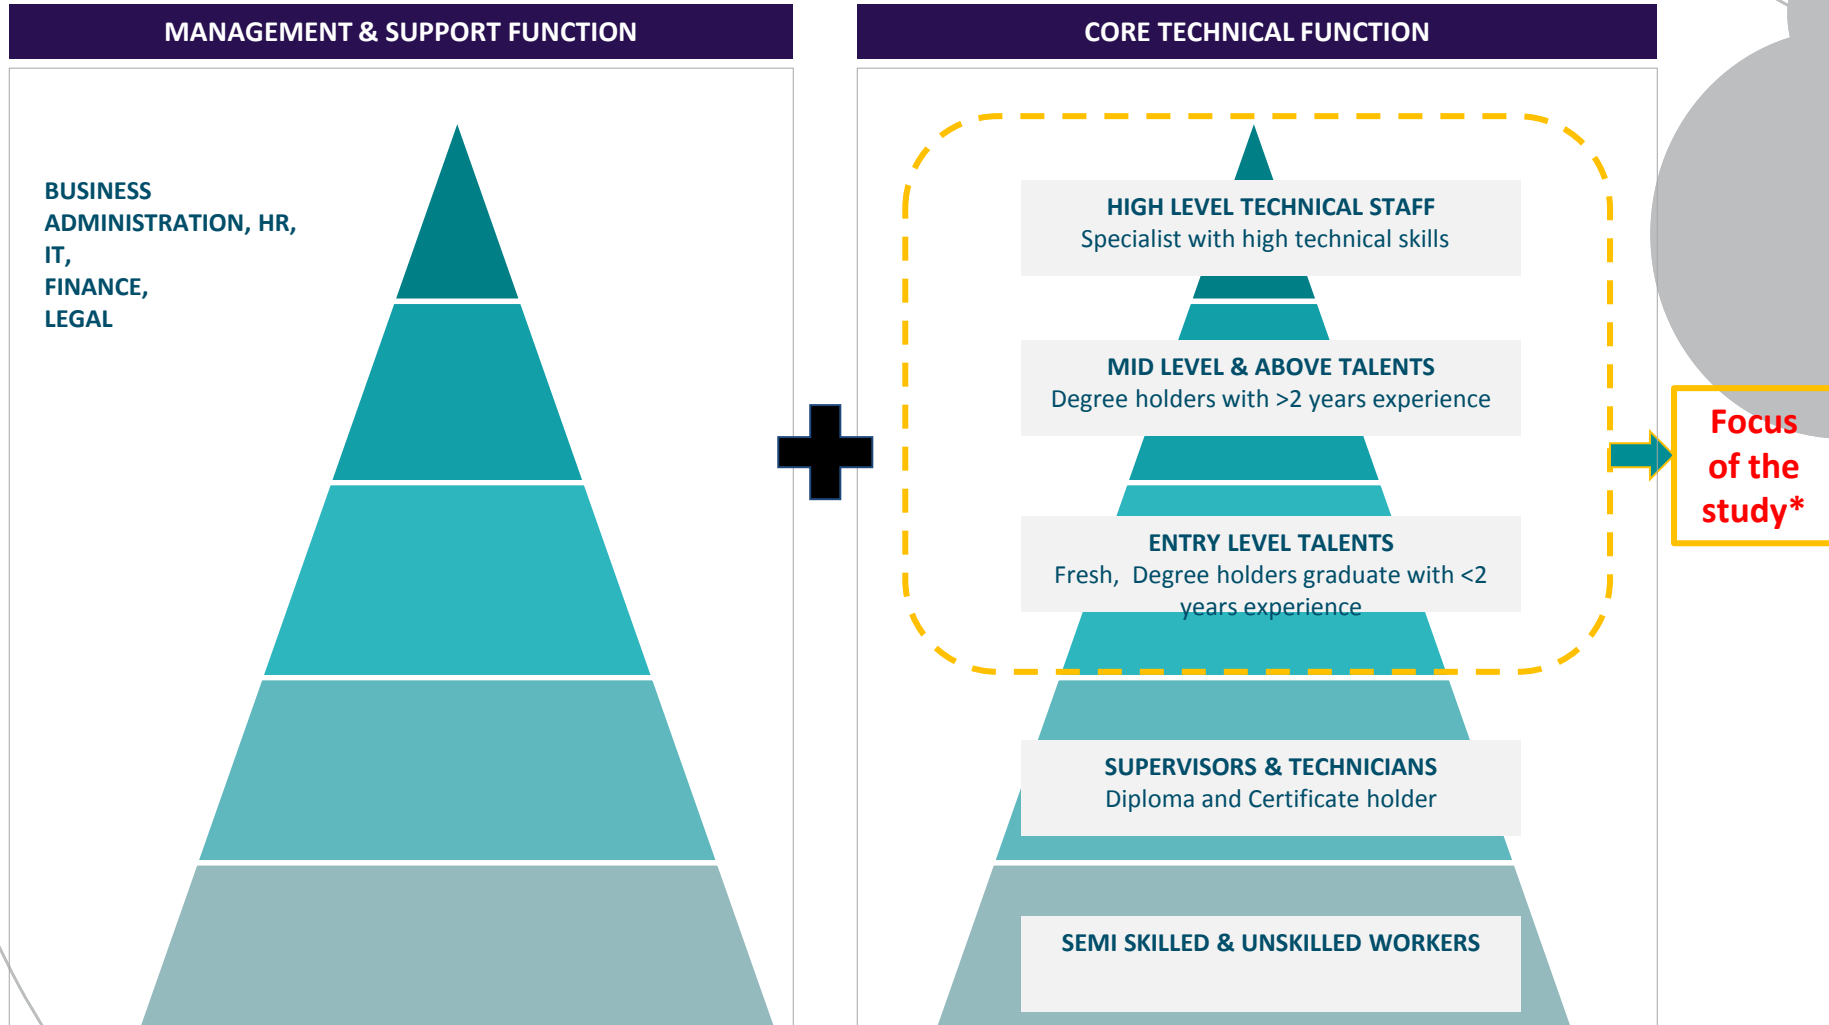 MANAGEMENT & SUPPORT FUNCTION
BUSINESS
ADMINISTRATION, HR,
IT,
FINANCE,
LEGAL
CORE TECHNICAL FUNCTION
HIGH LEVEL TECHNICAL STAFF
Specialist with high technical skills
MID LEVEL & ABOVE TALENTS
Degree holders with >2 years experience
ENTRY LEVEL TALENTS
Fresh, Degree holders graduate with <2
years experience
SUPERVISORS & TECHNICIANS
Diploma and Certificate holder
SEMI SKILLED & UNSKILLED WORKERS
Focus
of the
study*